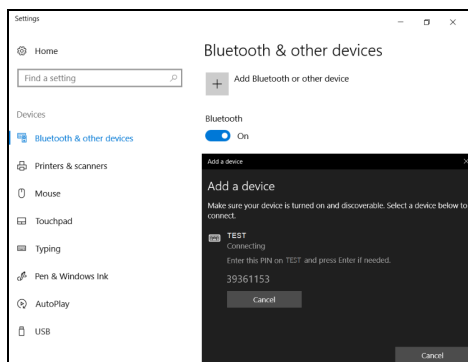 Settings
Home
Find a setting
Devices
Bluetooth & other devices
Printers & scanners
Mouse
Touchpad
Typing
Pen & Windows Ink
AutoPlay
USB
Bluetooth & other devices
Add Bluetooth or other device
Bluetooth
On
Add a device
Add a device
Make sure your device is turned on and discoverable. Select a device below to
connect.
TEST
Connecting
Enter this PIN on TEST and press Enter if needed.
39361153
Cancel
Cancel